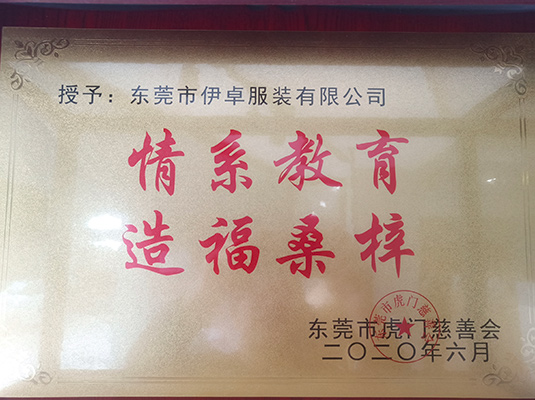 授予：东莞市伊卓服装有限公司
情系教育
造福桑梓
东莞市虎门慈善会
二〇二〇年六月